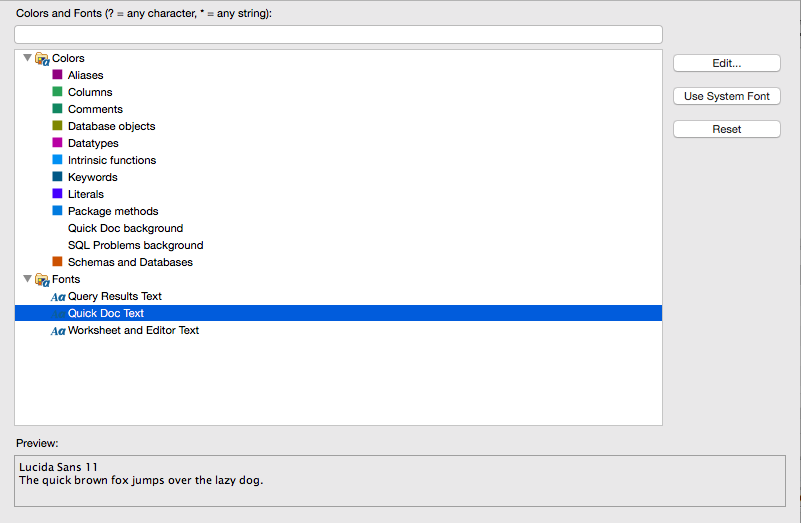 Colors and Fonts (? = any character, * = any string):
Colors
Edit...
Aliases
Columns
Use System Font
Comments
Database objects
Reset
Datatypes
Intrinsic functions
Keywords
Literals
Package methods
Quick Doc background
SQL Problems background
Schemas and Databases
Fonts
Aa Query Results Text
Quick Doc Text
Aa Worksheet and Editor Text
Preview:
Lucida Sans 11
The quick brown fox jumps over the lazy dog.